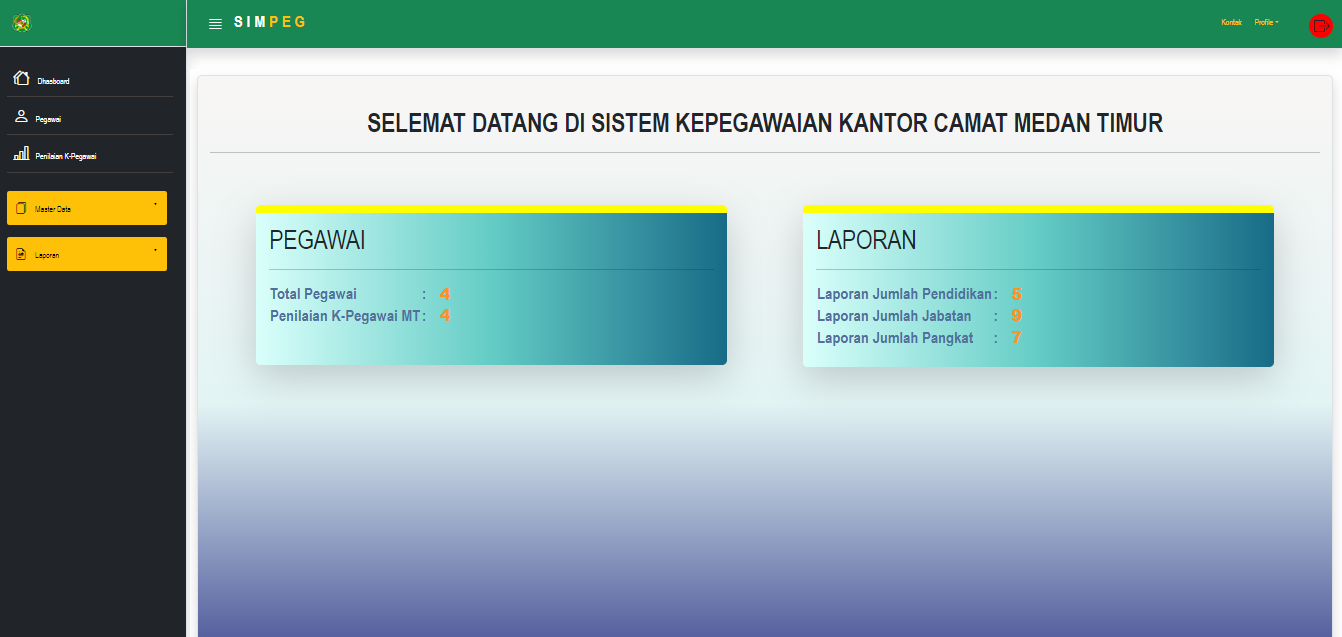 SIMPEG
Kontak
Profile
Dhasboard
Pegawai
Penilaian K-Pegawai
Master Data
Laporan
SELEMAT DATANG DI SISTEM KEPEGAWAIAN KANTOR CAMAT MEDAN TIMUR
PEGAWAI
Total Pegawai : 4
Penilaian K-Pegawai MT : 4
LAPORAN
Laporan Jumlah Pendidikan : 5
Laporan Jumlah Jabatan : 9
Laporan Jumlah Pangkat : 7